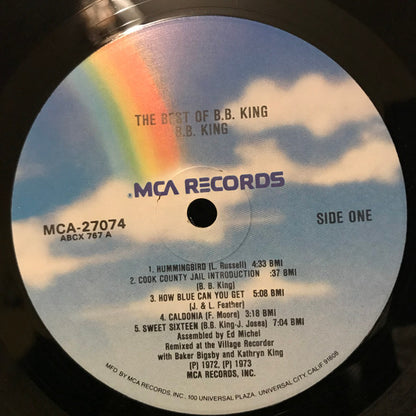 THE BEST OF B.B. KING
B.B. KING
®MCA RECORDS
MCA-27074
ABCX 767 A
SIDE ONE
1. HUMMINGBIRD (L. Russell) 4:33 BMI
2. COOK COUNTY JAIL INTRODUCTION :37 BMI
(B. B. King)
3. HOW BLUE CAN YOU GET 5:08 BMI
(J. & L. Feather)
4. CALDONIA (F. Moore) 3:18 BMI
5. SWEET SIXTEEN (B.B. King-J. Josea) 7:04 BMI
Assembled by Ed Michel
Remixed at the Village Recorder
with Baker Bigsby and Kathryn King
(P) 1972, (P) 1973
MCA RECORDS, INC.
MFD BY MCA RECORDS, INC., 100 UNIVERSAL PLAZA, UNIVERSAL CITY, CALIF. 91608